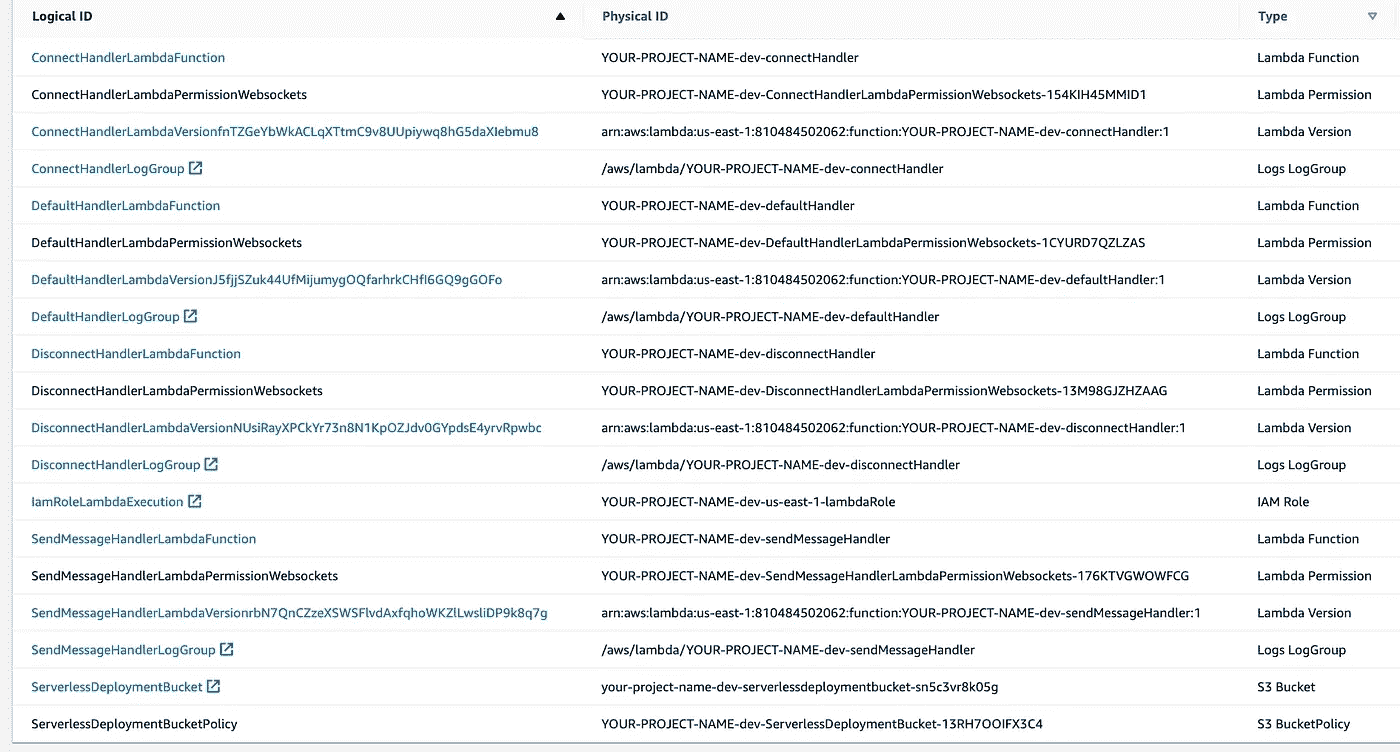 Logical ID Physical ID Type
ConnectHandlerLambdaFunction YOUR-PROJECT-NAME-dev-connectHandler Lambda Function
ConnectHandlerLambdaPermissionWebsockets YOUR-PROJECT-NAME-dev-ConnectHandlerLambdaPermissionWebsockets-154KIH45MMID1 Lambda Permission
ConnectHandlerLambdaVersionfnTZGeYbWkACLqXTtmC9v8UUpiywq8hG5daXIebmu8 arn:aws:lambda:us-east-1:810484502062:function:YOUR-PROJECT-NAME-dev-connectHandler:1 Lambda Version
ConnectHandlerLogGroup /aws/lambda/YOUR-PROJECT-NAME-dev-connectHandler Logs LogGroup
DefaultHandlerLambdaFunction YOUR-PROJECT-NAME-dev-defaultHandler Lambda Function
DefaultHandlerLambdaPermissionWebsockets YOUR-PROJECT-NAME-dev-DefaultHandlerLambdaPermissionWebsockets-1CYURD7QZLZAS Lambda Permission
DefaultHandlerLambdaVersionJ5fjjSZuk44UfMijumygOQfarhrkCHfI6GQ9gGOFo arn:aws:lambda:us-east-1:810484502062:function:YOUR-PROJECT-NAME-dev-defaultHandler:1 Lambda Version
DefaultHandlerLogGroup /aws/lambda/YOUR-PROJECT-NAME-dev-defaultHandler Logs LogGroup
DisconnectHandlerLambdaFunction YOUR-PROJECT-NAME-dev-disconnectHandler Lambda Function
DisconnectHandlerLambdaPermissionWebsockets YOUR-PROJECT-NAME-dev-DisconnectHandlerLambdaPermissionWebsockets-13M98GJZHZAAG Lambda Permission
DisconnectHandlerLambdaVersionNUsiRayXPCkYr73n8N1KpOZJdv0GYpdsE4yrvRpwbc arn:aws:lambda:us-east-1:810484502062:function:YOUR-PROJECT-NAME-dev-disconnectHandler:1 Lambda Version
DisconnectHandlerLogGroup /aws/lambda/YOUR-PROJECT-NAME-dev-disconnectHandler Logs LogGroup
IamRoleLambdaExecution YOUR-PROJECT-NAME-dev-us-east-1-lambdaRole IAM Role
SendMessageHandlerLambdaFunction YOUR-PROJECT-NAME-dev-sendMessageHandler Lambda Function
SendMessageHandlerLambdaPermissionWebsockets YOUR-PROJECT-NAME-dev-SendMessageHandlerLambdaPermissionWebsockets-176KTVGWOWFCG Lambda Permission
SendMessageHandlerLambdaVersionrbN7QnCZzeXSWSFlvdAxfqhoWKZlLwsliDP9k8q7g arn:aws:lambda:us-east-1:810484502062:function:YOUR-PROJECT-NAME-dev-sendMessageHandler:1 Lambda Version
SendMessageHandlerLogGroup /aws/lambda/YOUR-PROJECT-NAME-dev-sendMessageHandler Logs LogGroup
ServerlessDeploymentBucket your-project-name-dev-serverlessdeploymentbucket-sn5c3vr8k05g S3 Bucket
ServerlessDeploymentBucketPolicy YOUR-PROJECT-NAME-dev-ServerlessDeploymentBucket-13RH7OOIFX3C4 S3 BucketPolicy